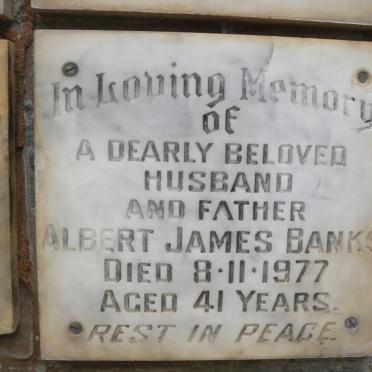 In Loving Memory
of
A DEARLY BELOVED
HUSBAND
AND FATHER
ALBERT JAMES BANKS
DIED 8·11·1977
AGED 41 YEARS.
REST IN PEACE.